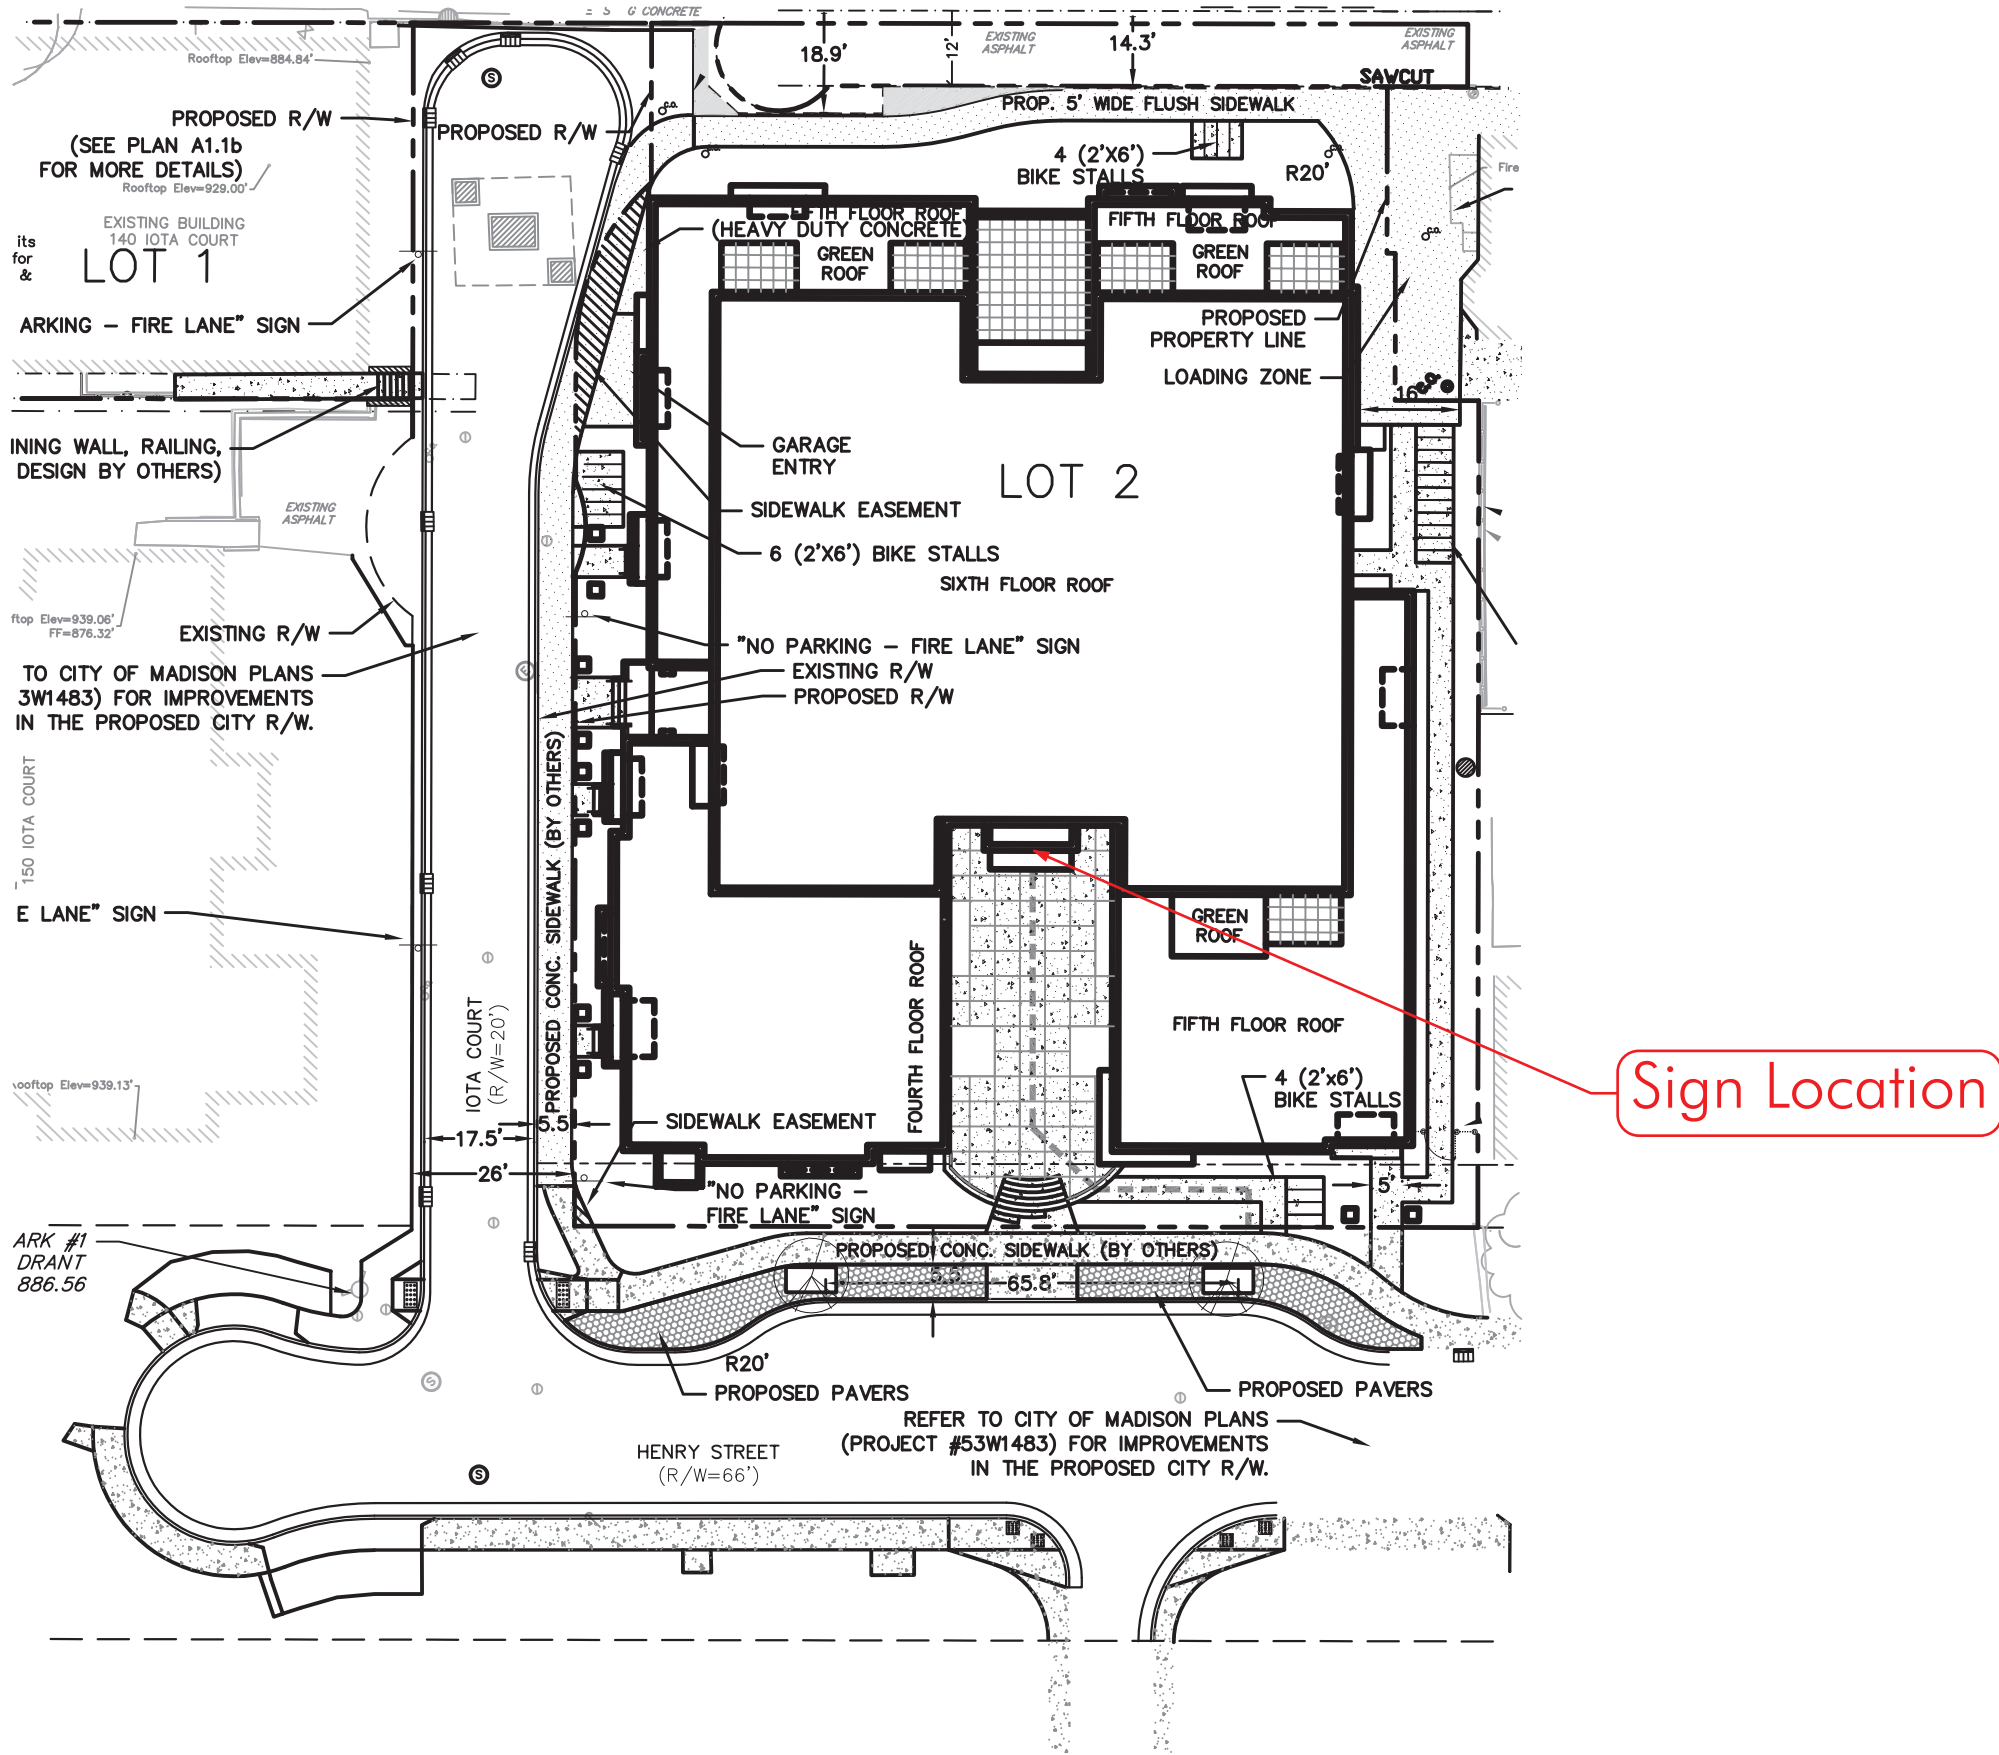 G CONCRETE
18.9'
12'
EXISTING
ASPHALT
14.3'
EXISTING
ASPHALT
SAWCUT
Rooftop Elev=884.84'
S
PROPOSED R/W
PROPOSED R/W
(SEE PLAN A1.1b
FOR MORE DETAILS)
Rooftop Elev=929.00'
EXISTING BUILDING
140 IOTA COURT
LOT 1
its
for
&
PROP. 5' WIDE FLUSH SIDEWALK
c.o.
4 (2'X6')
BIKE STALLS
R20'
Fire
FIFTH FLOOR ROOF
(HEAVY DUTY CONCRETE)
FIFTH FLOOR ROOF
GREEN
ROOF
GREEN
ROOF
c.o.
ARKING – FIRE LANE" SIGN
PROPOSED
PROPERTY LINE
LOADING ZONE
16'
c.o.
INING WALL, RAILING,
DESIGN BY OTHERS)
GARAGE
ENTRY
LOT 2
SIDEWALK EASEMENT
EXISTING
ASPHALT
6 (2'X6') BIKE STALLS
SIXTH FLOOR ROOF
ftop Elev=939.06'
FF=876.32'
EXISTING R/W
"NO PARKING – FIRE LANE" SIGN
EXISTING R/W
PROPOSED R/W
TO CITY OF MADISON PLANS
3W1483) FOR IMPROVEMENTS
IN THE PROPOSED CITY R/W.
150 IOTA COURT
PROPOSED CONC. SIDEWALK (BY OTHERS)
E LANE" SIGN
GREEN
ROOF
FOURTH FLOOR ROOF
FIFTH FLOOR ROOF
IOTA COURT
(R/W=20')
Sign Location
ooftop Elev=939.13'
4 (2'x6')
BIKE STALLS
SIDEWALK EASEMENT
5.5'
17.5'
26'
5'
"NO PARKING –
FIRE LANE" SIGN
ARK #1
DRANT
886.56
PROPOSED CONC. SIDEWALK (BY OTHERS)
5.5'
65.8'
R20'
PROPOSED PAVERS
PROPOSED PAVERS
S
REFER TO CITY OF MADISON PLANS
(PROJECT #53W1483) FOR IMPROVEMENTS
IN THE PROPOSED CITY R/W.
HENRY STREET
(R/W=66')
S